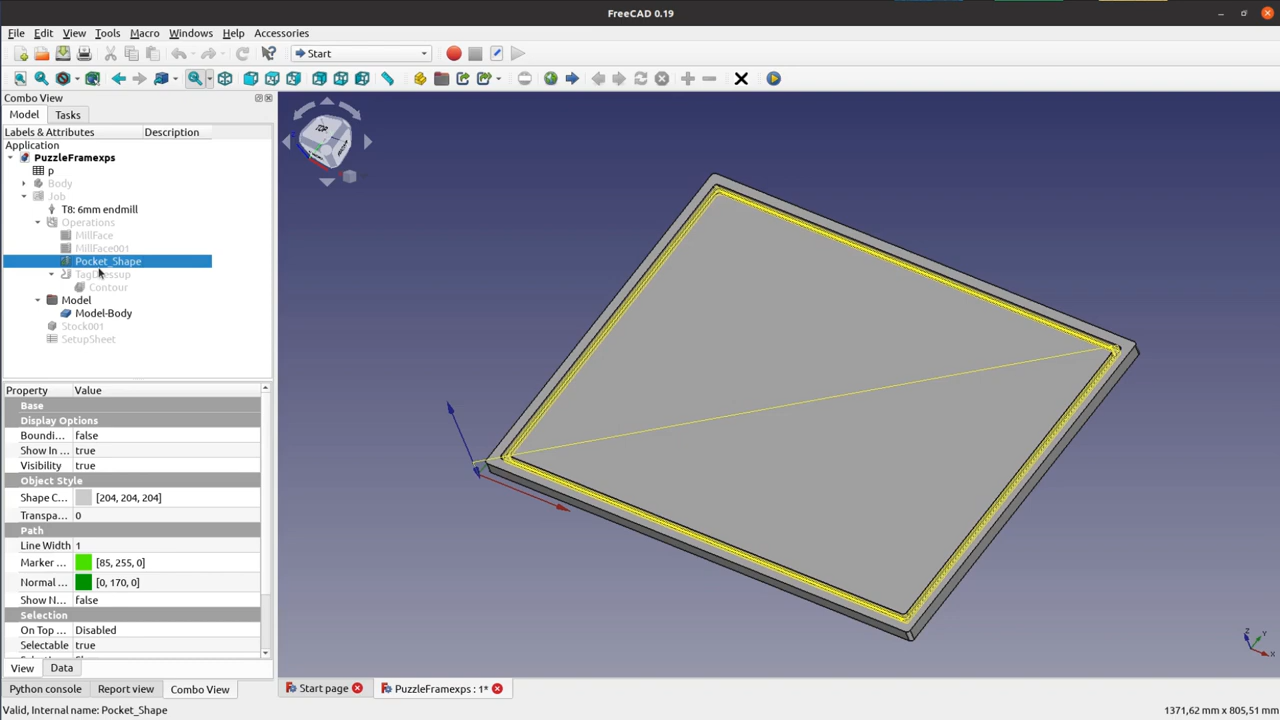 FreeCAD 0.19
File Edit View Tools Macro Windows Help Accessories
Start
Combo View
Model Tasks
Labels & Attributes Description
Application
PuzzleFramexps
p
Body
Job
T8: 6mm endmill
Operations
MillFace
MillFace001
Pocket_Shape
TagDressup
Contour
Model
Model-Body
Stock001
SetupSheet
Property Value
Base
Display Options
Boundi... false
Show In ... true
Visibility true
Object Style
Shape C... [204, 204, 204]
Transpa... 0
Path
Line Width 1
Marker ... [85, 255, 0]
Normal ... [0, 170, 0]
Show N... false
Selection
On Top ... Disabled
Selectable true
View Data
Python console Report view Combo View
Start page PuzzleFramexps : 1*
Valid, Internal name: Pocket_Shape
1371,62 mm x 805,51 mm
TOP
Z Y X